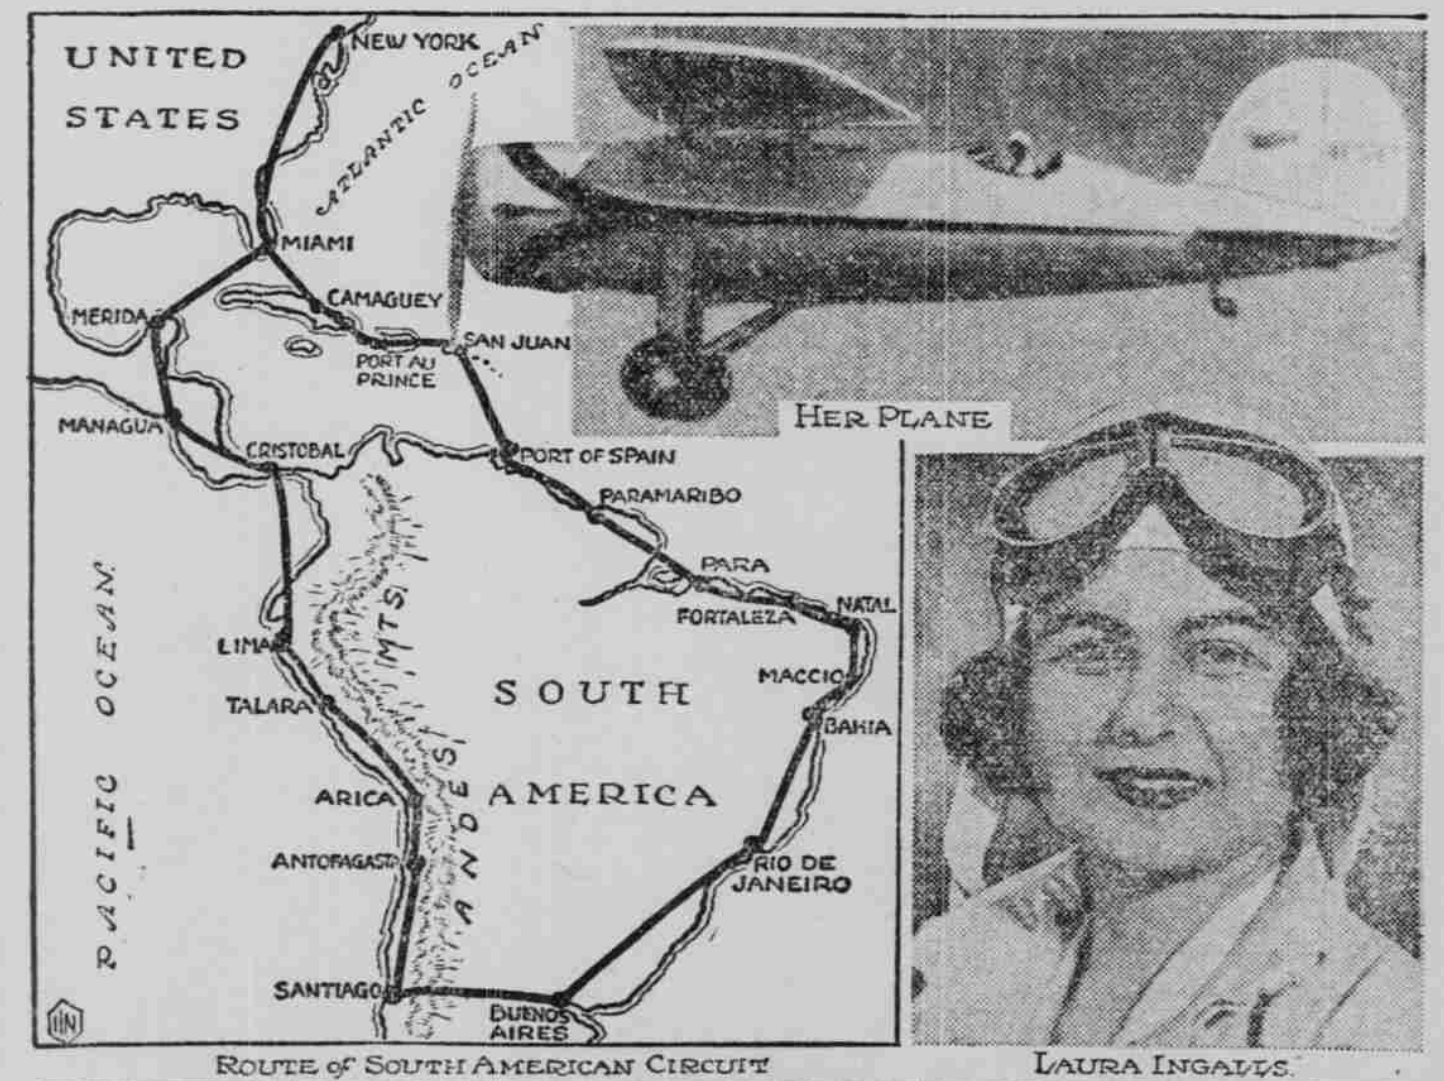 UNITED
STATES
NEW YORK
ATLANTIC OCEAN
MIAMI
CAMAGUEY
MERIDA
SAN JUAN
PORT AU
PRINCE
MANAGUA
CRISTOBAL
PORT OF SPAIN
PARAMARIBO
PARA
FORTALEZA
NATAL
LIMA
MACCIO
TALARA
BAHIA
ARICA
ANTOFAGASTA
RIO DE
JANEIRO
SANTIAGO
BUENOS
AIRES
PACIFIC OCEAN.
ANDES MTS.
SOUTH
AMERICA
HER PLANE
IIN
ROUTE of SOUTH AMERICAN CIRCUIT
LAURA INGALLS.